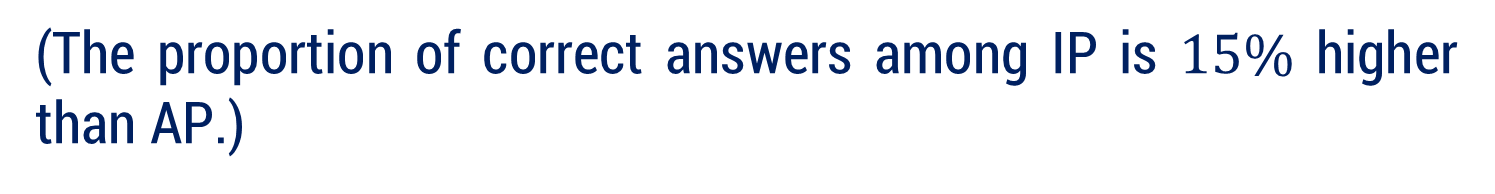 (The proportion of correct answers among IP is 15% higher
than AP.)